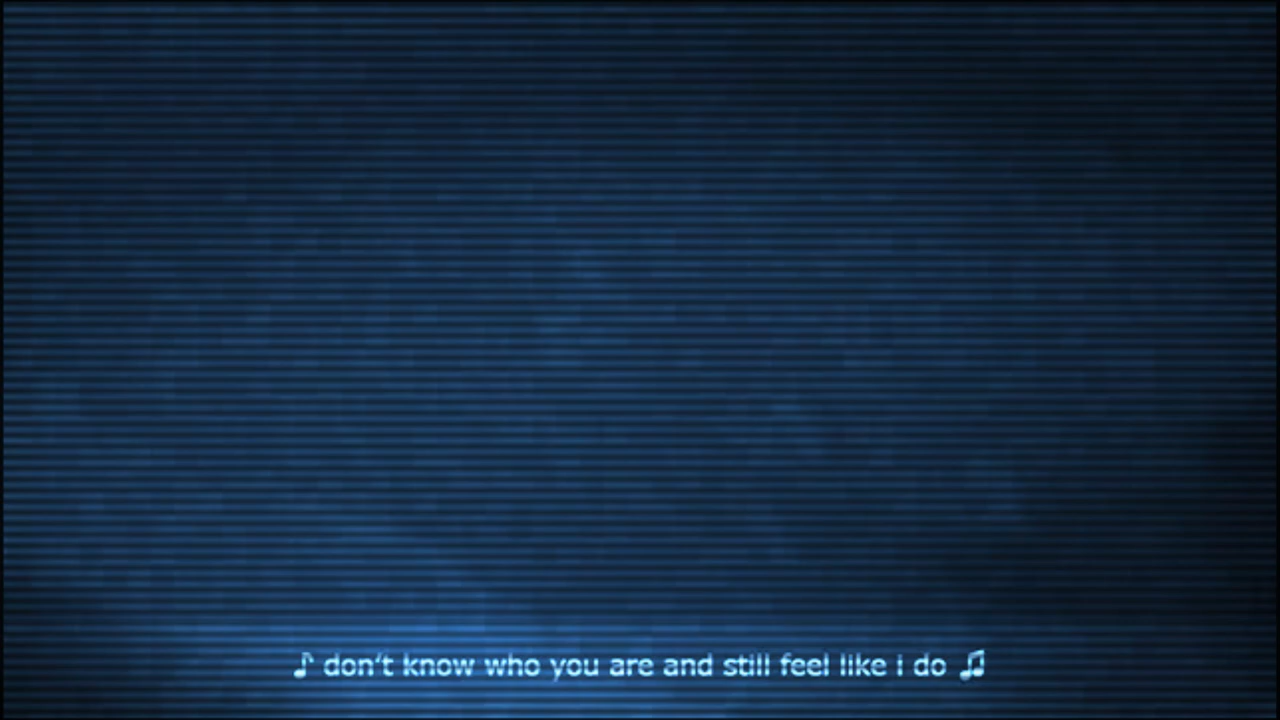 ♪ don't know who you are and still feel like i do ♫